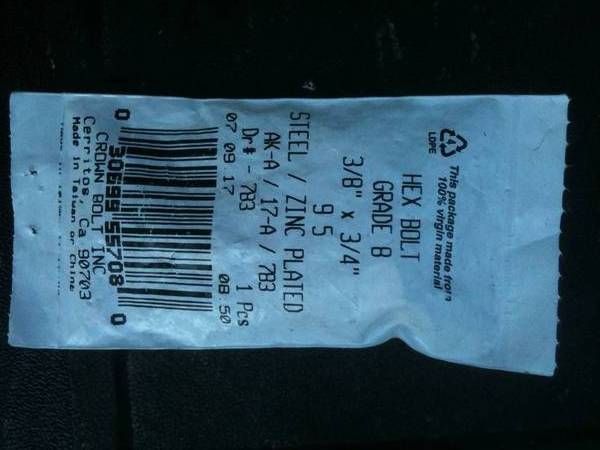 This package made from
100% virgin material
LDPE
HEX BOLT
GRADE 8
3/8" x 3/4"
9 5
STEEL / ZINC PLATED
AK-A / 17-A / 783
Dr# - 783 1 Pcs
07 09 17 08:50
0 30699 55708 0
CROWN BOLT INC
Cerritos, Ca 90703
Made in Taiwan or China